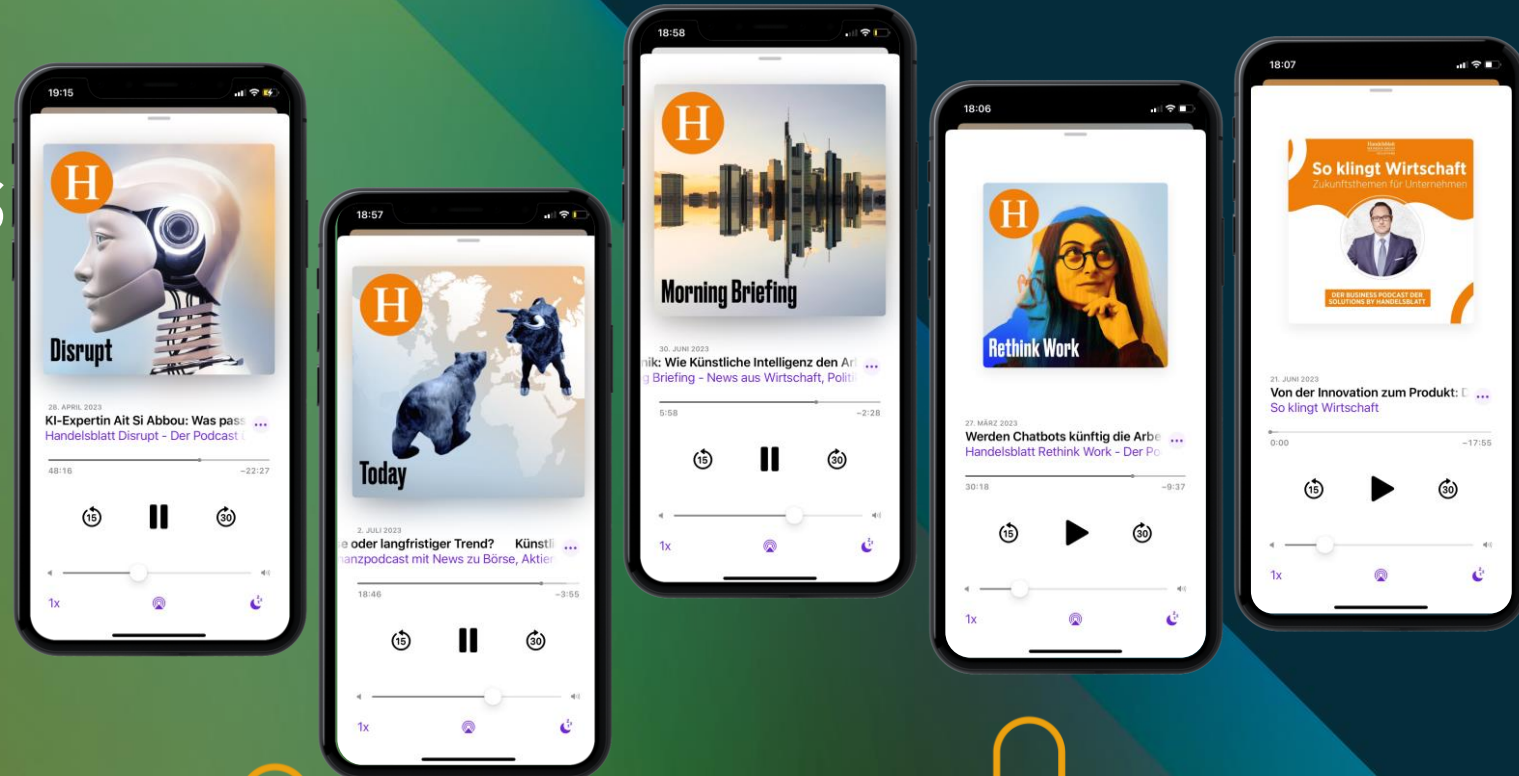 19:15
H
Disrupt
28. APRIL 2023
KI-Expertin Ait Si Abbou: Was pass
Handelsblatt Disrupt - Der Podcast
48:16
−22:27
15
30
1x
18:57
H
Today
2. JULI 2023
e oder langfristiger Trend? Künstli
nanzpodcast mit News zu Börse, Aktien
18:46
−3:55
15
30
1x
18:58
H
Morning Briefing
30. JUNI 2023
nik: Wie Künstliche Intelligenz den Ar
g Briefing - News aus Wirtschaft, Politi
5:58
−2:28
15
30
1x
18:06
H
Rethink Work
27. MÄRZ 2023
Werden Chatbots künftig die Arbe
Handelsblatt Rethink Work - Der Po
30:18
−9:37
15
30
1x
18:07
Handelsblatt
So klingt Wirtschaft
Zukunftsthemen für Unternehmen
DER BUSINESS PODCAST DER
SOLUTIONS BY HANDELSBLATT
21. JUNI 2023
Von der Innovation zum Produkt: D
So klingt Wirtschaft
0:00
−17:55
15
30
1x